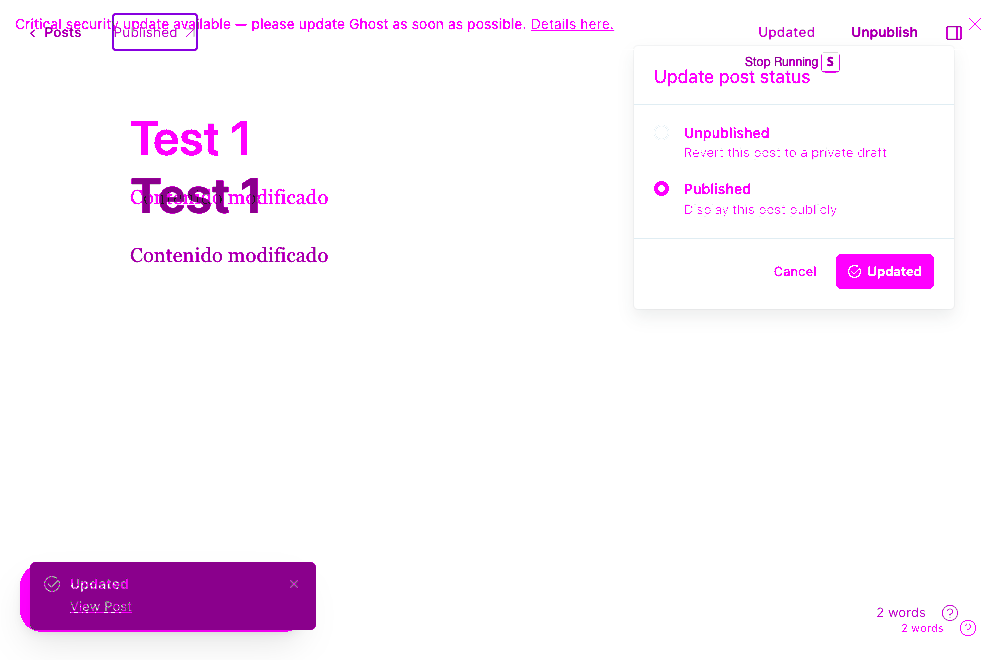 Critical security update available — please update Ghost as soon as possible. Details here.
Posts
Published
Updated
Unpublish
Stop Running S
Update post status
Test 1
Unpublished
Revert this post to a private draft
Test 1
Contenido modificado
Published
Display this post publicly
Contenido modificado
Cancel
Updated
Updated
View Post
2 words
2 words